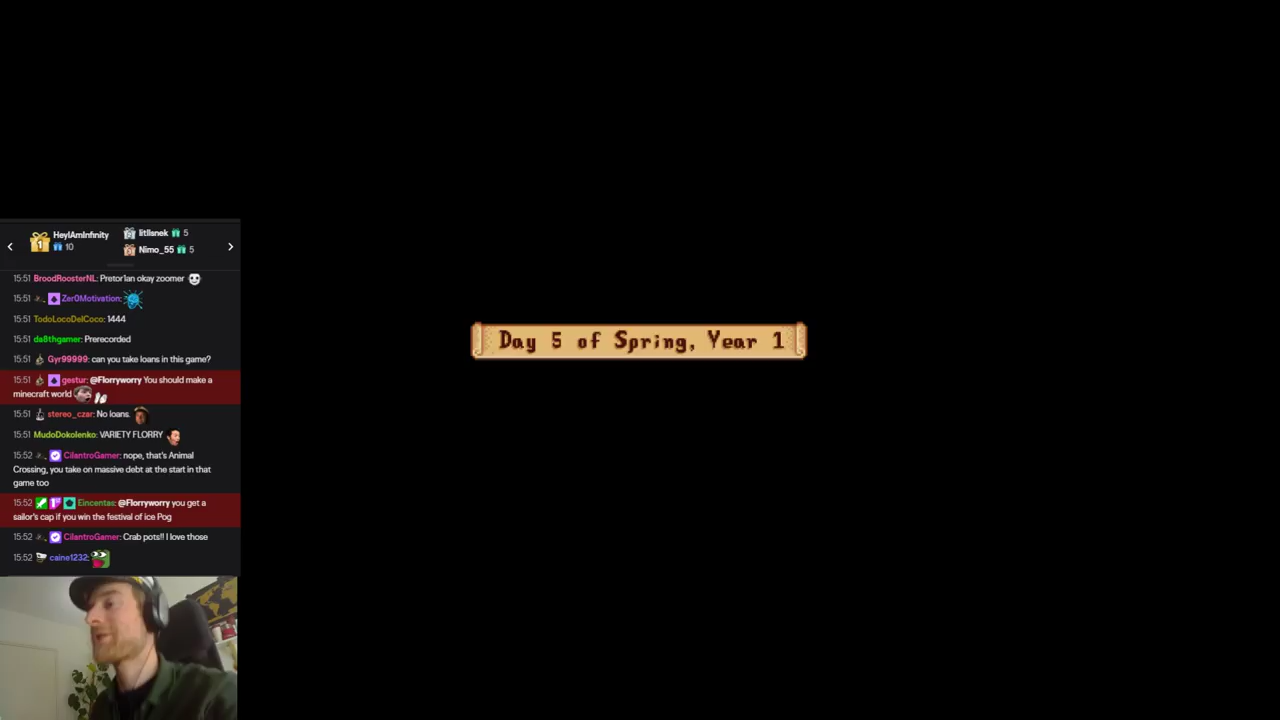 HeyIAmInfinity
10
litllsnek 5
Nimo_55 5
15:51 BroodRoosterNL: Pretor1an okay zoomer
15:51 Zer0Motivation:
15:51 TodoLocoDelCoco: 1444
15:51 da8thgamer: Prerecorded
15:51 Gyr99999: can you take loans in this game?
15:51 gestur: @Florryworry You should make a
minecraft world
15:51 stereo_czar: No loans.
15:51 MudoDokolenko: VARIETY FLORRY
15:52 CilantroGamer: nope, that's Animal
Crossing, you take on massive debt at the start in that
game too
15:52 Eincentas: @Florryworry you get a
sailor's cap if you win the festival of ice Pog
15:52 CilantroGamer: Crab pots!! I love those
15:52 caine1232:
Day 5 of Spring, Year 1